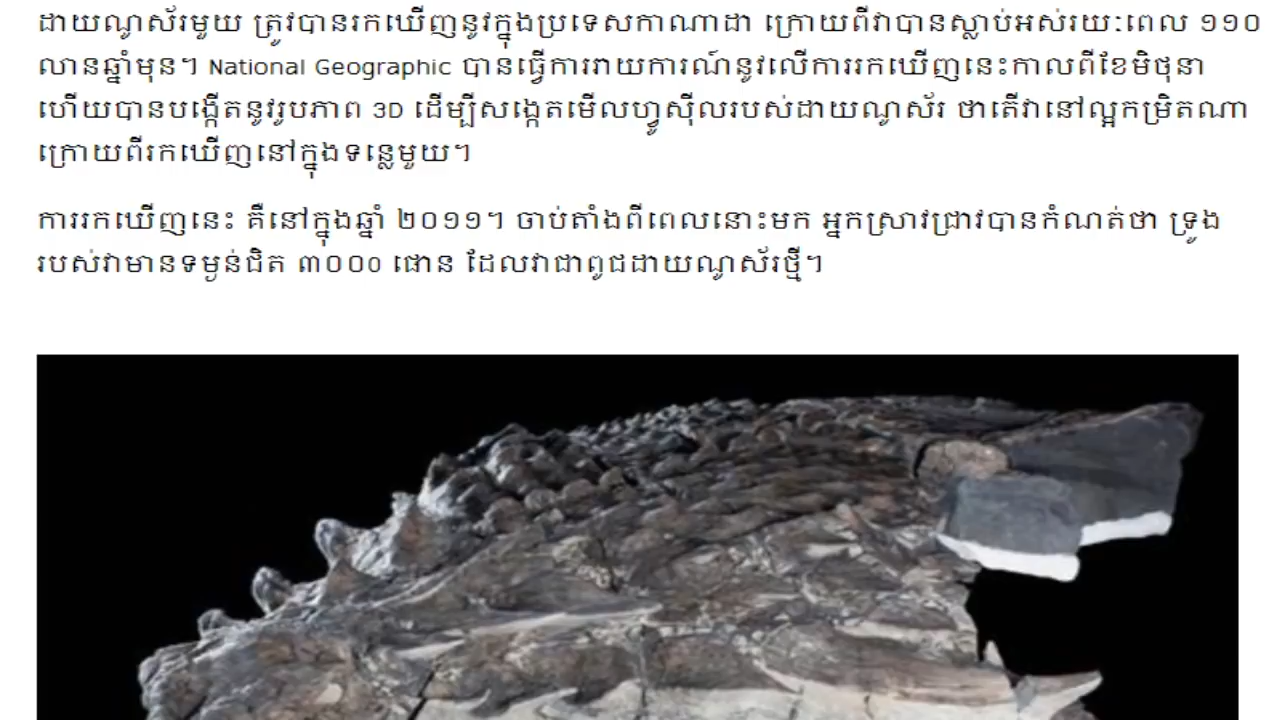 ដាយណូស័រមួយ ត្រូវបានរកឃើញនូវក្នុងប្រទេសកាណាដា ក្រោយពីវាបានស្លាប់អស់រយៈពេល ១១០
លានឆ្នាំមុន។ National Geographic បានធ្វើការរាយការណ៍នូវលើការរកឃើញនេះកាលពីខែមិថុនា
ហើយបានបង្កើតនូវរូបភាព 3D ដើម្បីសង្កេតមើលហ្វូស៊ីលរបស់ដាយណូស័រ ថាតើវានៅល្អកម្រិតណា
ក្រោយពីរកឃើញនៅក្នុងទន្លេមួយ។
ការរកឃើញនេះ គឺនៅក្នុងឆ្នាំ ២០១១។ ចាប់តាំងពីពេលនោះមក អ្នកស្រាវជ្រាវបានកំណត់ថា ទ្រូង
របស់វាមានទម្ងន់ជិត ៣០០០ ផោន ដែលវាជាពូជដាយណូស័រថ្មី។